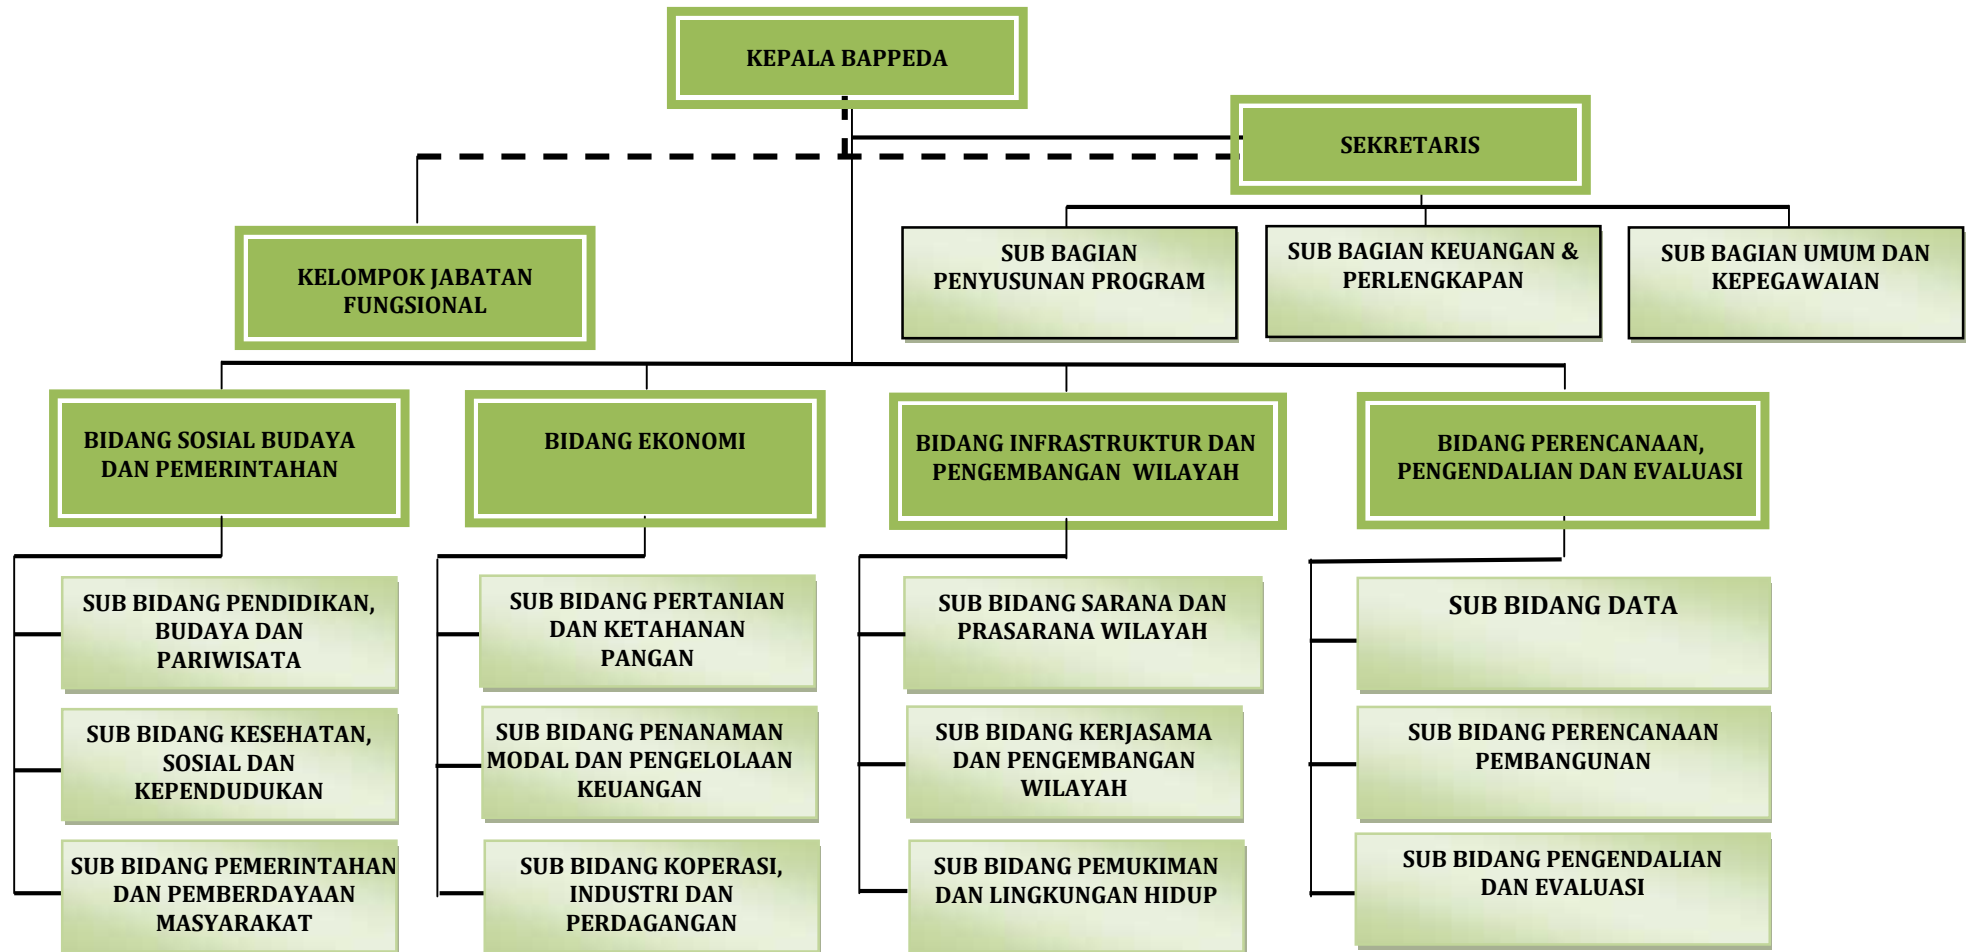 KEPALA BAPPEDA
SEKRETARIS
KELOMPOK JABATAN
FUNGSIONAL
SUB BAGIAN
PENYUSUNAN PROGRAM
SUB BAGIAN KEUANGAN &
PERLENGKAPAN
SUB BAGIAN UMUM DAN
KEPEGAWAIAN
BIDANG SOSIAL BUDAYA
DAN PEMERINTAHAN
BIDANG EKONOMI
BIDANG INFRASTRUKTUR DAN
PENGEMBANGAN WILAYAH
BIDANG PERENCANAAN,
PENGENDALIAN DAN EVALUASI
SUB BIDANG PENDIDIKAN,
BUDAYA DAN
PARIWISATA
SUB BIDANG KESEHATAN,
SOSIAL DAN
KEPENDUDUKAN
SUB BIDANG PEMERINTAHAN
DAN PEMBERDAYAAN
MASYARAKAT
SUB BIDANG PERTANIAN
DAN KETAHANAN
PANGAN
SUB BIDANG PENANAMAN
MODAL DAN PENGELOLAAN
KEUANGAN
SUB BIDANG KOPERASI,
INDUSTRI DAN
PERDAGANGAN
SUB BIDANG SARANA DAN
PRASARANA WILAYAH
SUB BIDANG KERJASAMA
DAN PENGEMBANGAN
WILAYAH
SUB BIDANG PEMUKIMAN
DAN LINGKUNGAN HIDUP
SUB BIDANG DATA
SUB BIDANG PERENCANAAN
PEMBANGUNAN
SUB BIDANG PENGENDALIAN
DAN EVALUASI